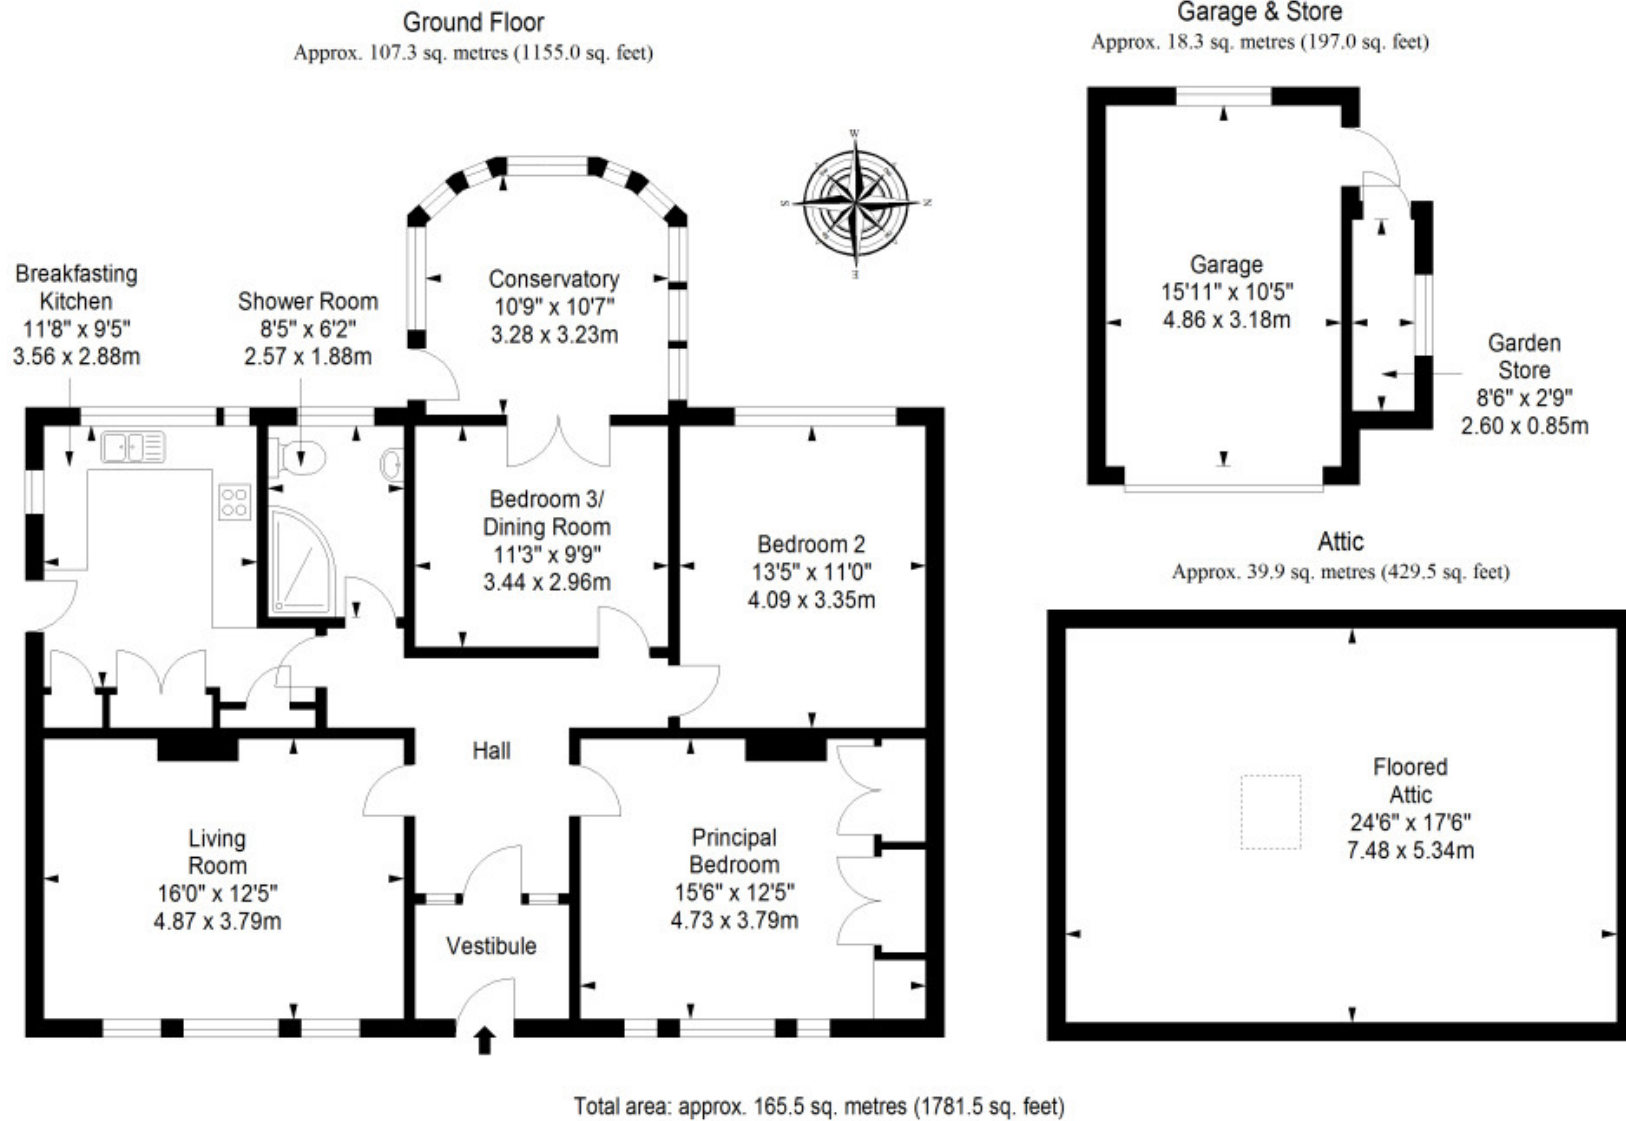 Ground Floor
Approx. 107.3 sq. metres (1155.0 sq. feet)
Garage & Store
Approx. 18.3 sq. metres (197.0 sq. feet)
W
S
N
E
Breakfasting
Kitchen
11'8" x 9'5"
3.56 x 2.88m
Shower Room
8'5" x 6'2"
2.57 x 1.88m
Conservatory
10'9" x 10'7"
3.28 x 3.23m
Garage
15'11" x 10'5"
4.86 x 3.18m
Garden
Store
8'6" x 2'9"
2.60 x 0.85m
Bedroom 3/
Dining Room
11'3" x 9'9"
3.44 x 2.96m
Bedroom 2
13'5" x 11'0"
4.09 x 3.35m
Attic
Approx. 39.9 sq. metres (429.5 sq. feet)
Hall
Living
Room
16'0" x 12'5"
4.87 x 3.79m
Principal
Bedroom
15'6" x 12'5"
4.73 x 3.79m
Floored
Attic
24'6" x 17'6"
7.48 x 5.34m
Vestibule
Total area: approx. 165.5 sq. metres (1781.5 sq. feet)